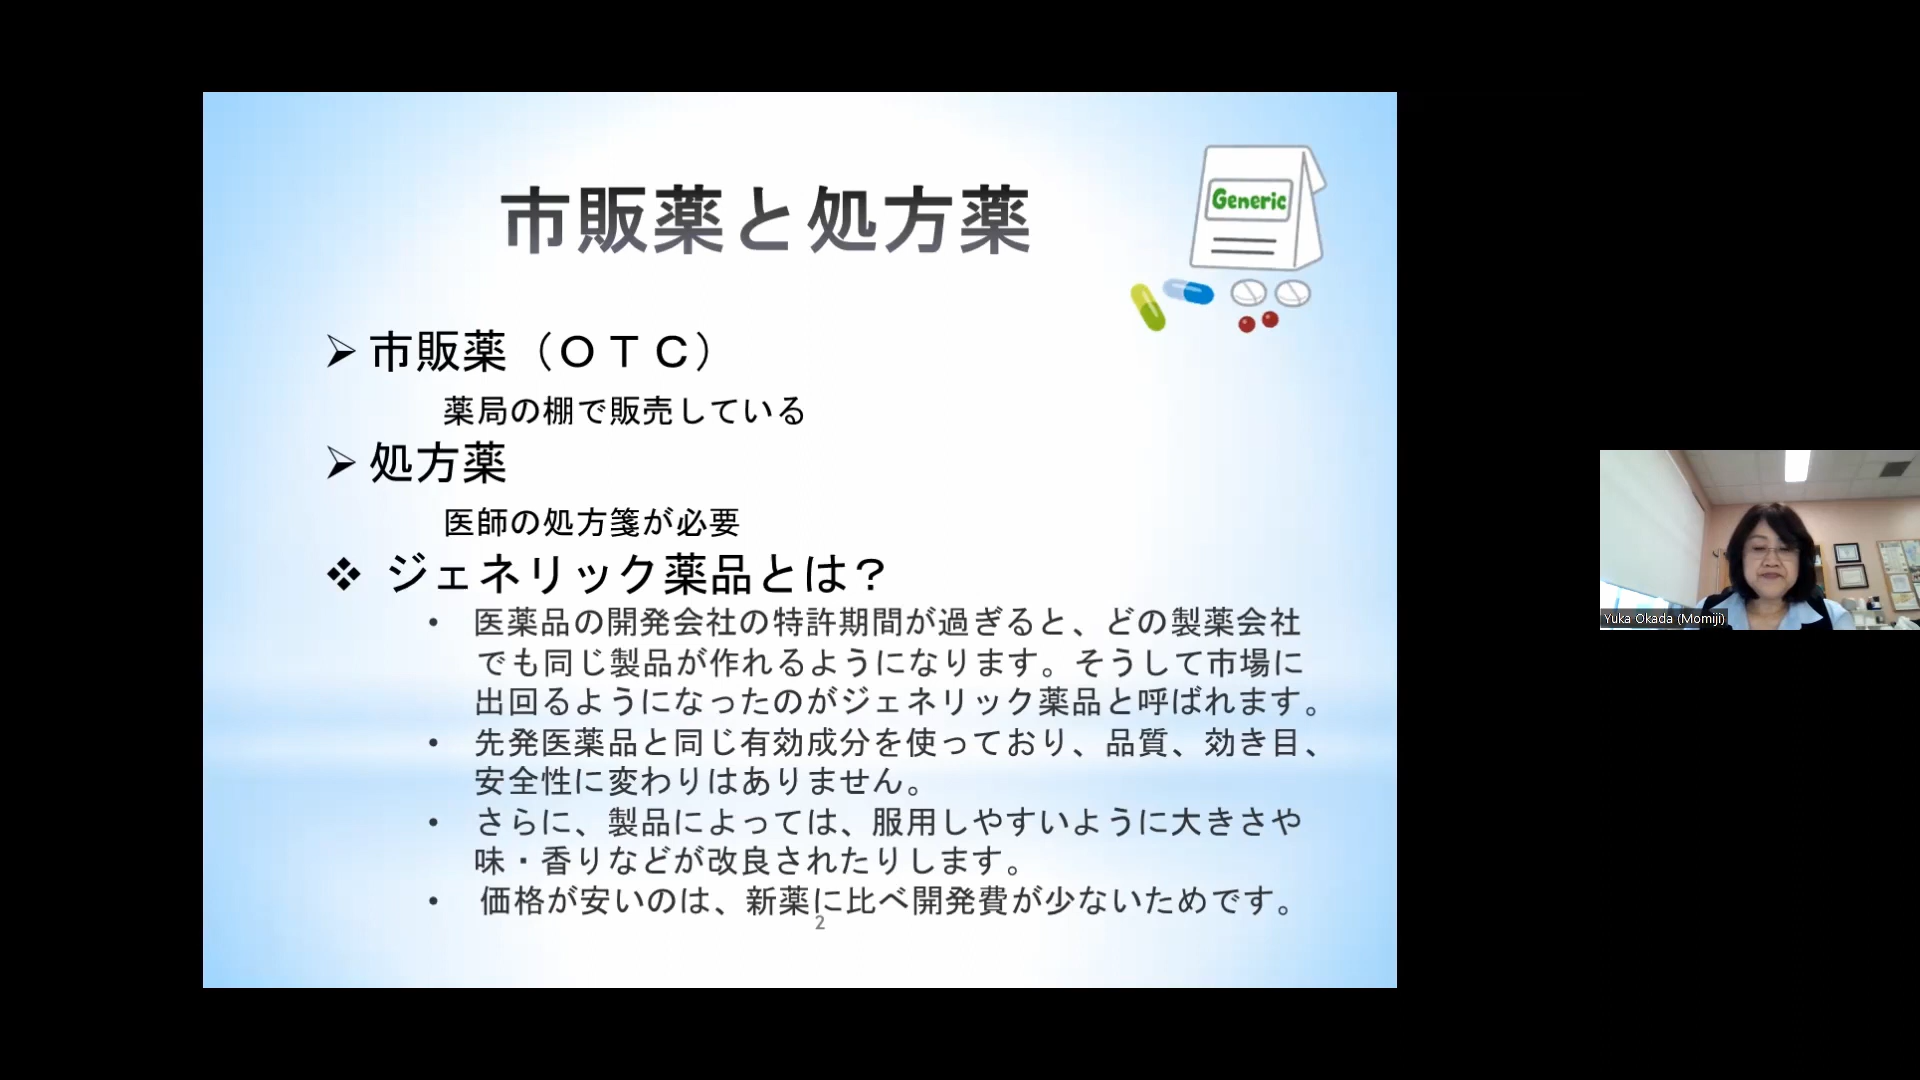 市販薬と処方薬
Generic
➢ 市販薬（ＯＴＣ）
薬局の棚で販売している
➢ 処方薬
医師の処方箋が必要
❖ ジェネリック薬品とは？
• 医薬品の開発会社の特許期間が過ぎると、どの製薬会社
でも同じ製品が作れるようになります。そうして市場に
出回るようになったのがジェネリック薬品と呼ばれます。
• 先発医薬品と同じ有効成分を使っており、品質、効き目、
安全性に変わりはありません。
• さらに、製品によっては、服用しやすいように大きさや
味・香りなどが改良されたりします。
• 価格が安いのは、新薬に比べ開発費が少ないためです。
2
Yuka Okada (Momiji)